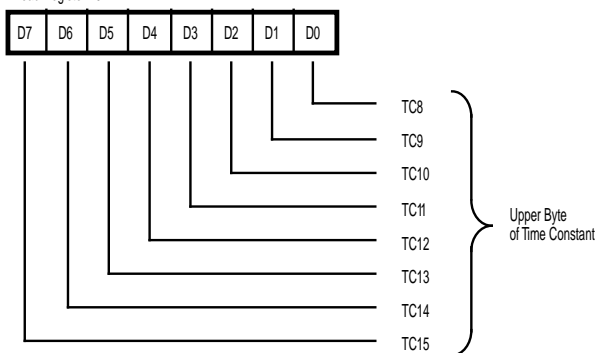 D7 D6 D5 D4 D3 D2 D1 D0
TC8
TC9
TC10
TC11
TC12
TC13
TC14
TC15
Upper Byte
of Time Constant